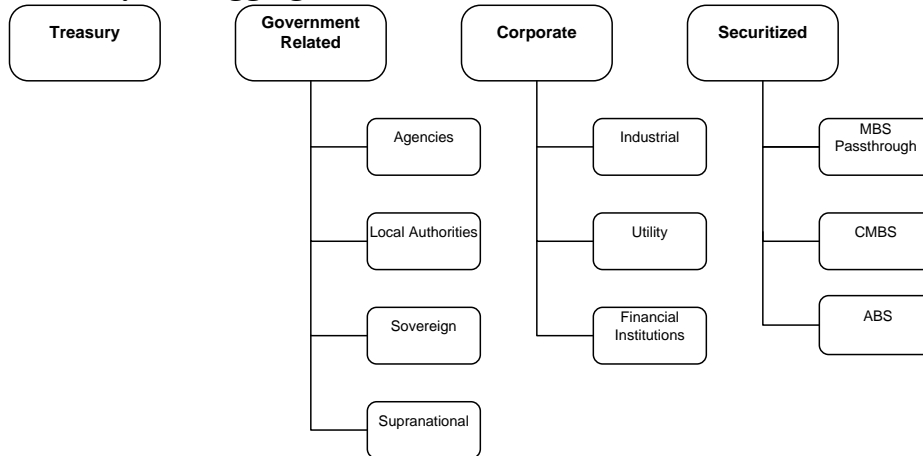 Treasury
Government
Related
Corporate
Securitized
Agencies
Local Authorities
Sovereign
Supranational
Industrial
Utility
Financial
Institutions
MBS
Passthrough
CMBS
ABS